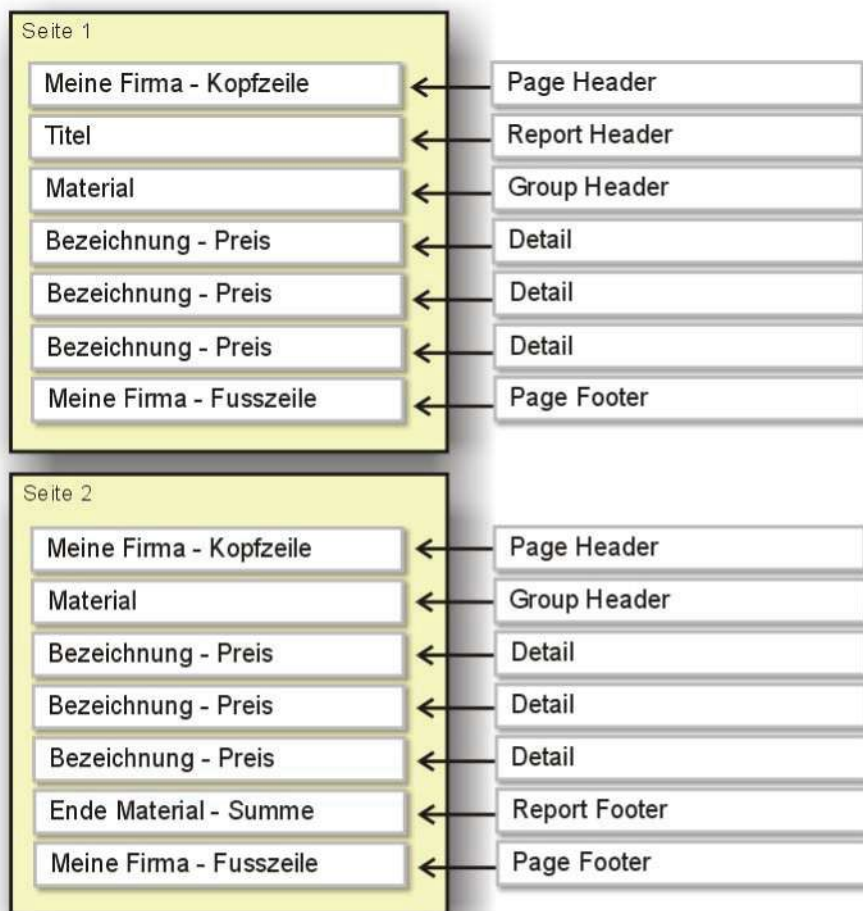 Seite 1
Meine Firma - Kopfzeile Page Header
Titel Report Header
Material Group Header
Bezeichnung - Preis Detail
Bezeichnung - Preis Detail
Bezeichnung - Preis Detail
Meine Firma - Fusszeile Page Footer
Seite 2
Meine Firma - Kopfzeile Page Header
Material Group Header
Bezeichnung - Preis Detail
Bezeichnung - Preis Detail
Bezeichnung - Preis Detail
Ende Material - Summe Report Footer
Meine Firma - Fusszeile Page Footer